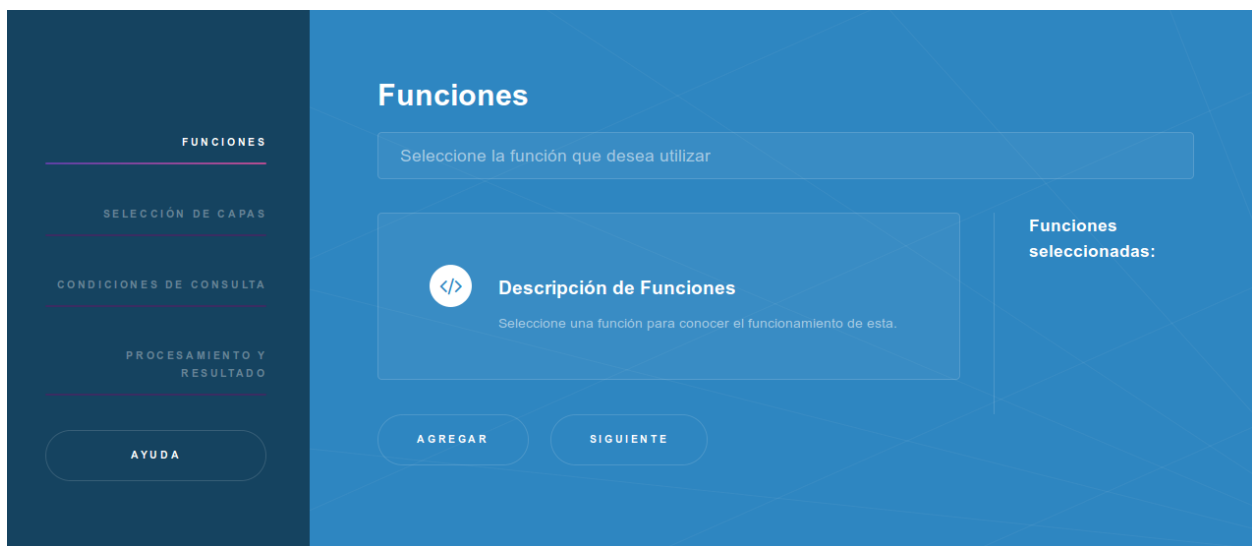 FUNCIONES
SELECCIÓN DE CAPAS
CONDICIONES DE CONSULTA
PROCESAMIENTO Y
RESULTADO
AYUDA
Funciones
Seleccione la función que desea utilizar
Descripción de Funciones
Seleccione una función para conocer el funcionamiento de esta.
Funciones
seleccionadas:
AGREGAR
SIGUIENTE